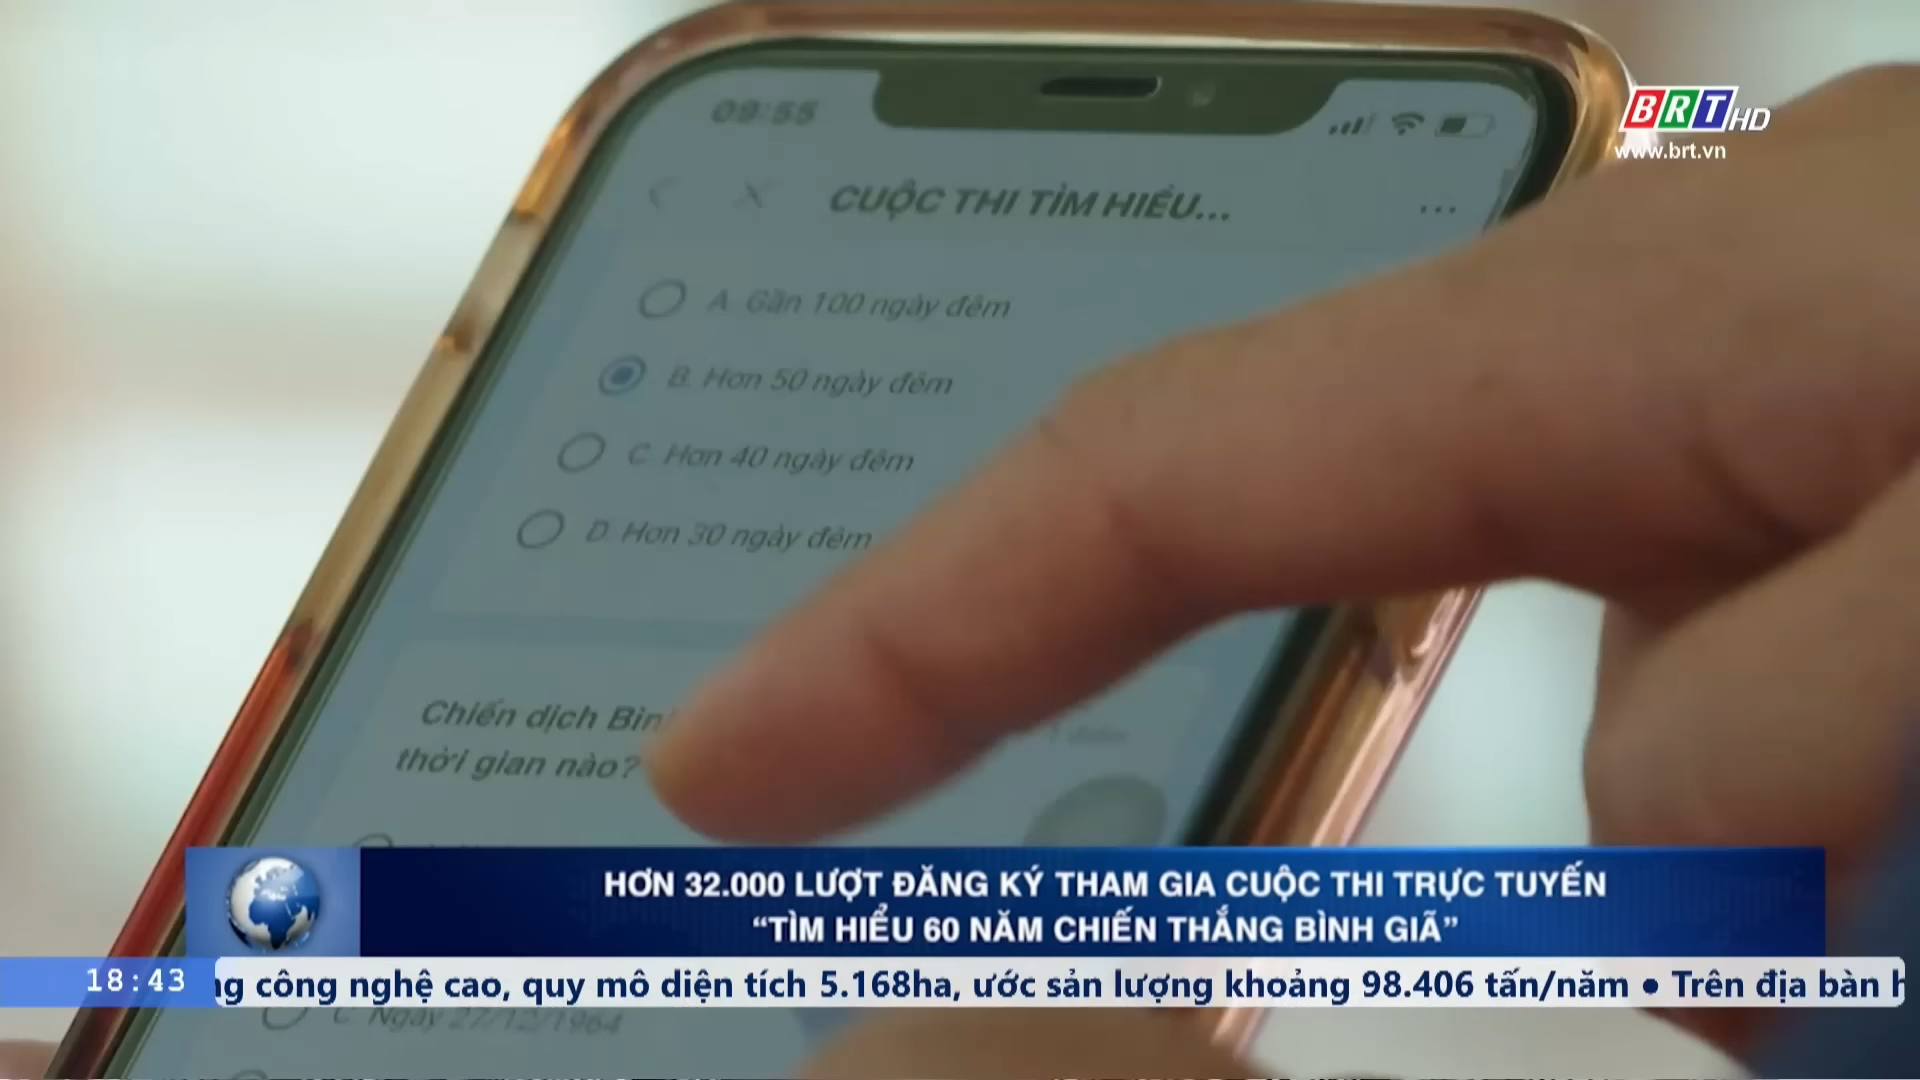 BRT HD
www.brt.vn
09:55
CUỘC THI TÌM HIỂU...
A. Gần 100 ngày đêm
B. Hơn 50 ngày đêm
C. Hơn 40 ngày đêm
D. Hơn 30 ngày đêm
Chiến dịch
thời gian nào?
1 điểm
HƠN 32.000 LƯỢT ĐĂNG KÝ THAM GIA CUỘC THI TRỰC TUYẾN
“TÌM HIỂU 60 NĂM CHIẾN THẮNG BÌNH GIÃ”
18:43
công nghệ cao, quy mô diện tích 5.168ha, ước sản lượng khoảng 98.406 tấn/năm ● Trên địa bàn
C. Ngày 27/12/1964